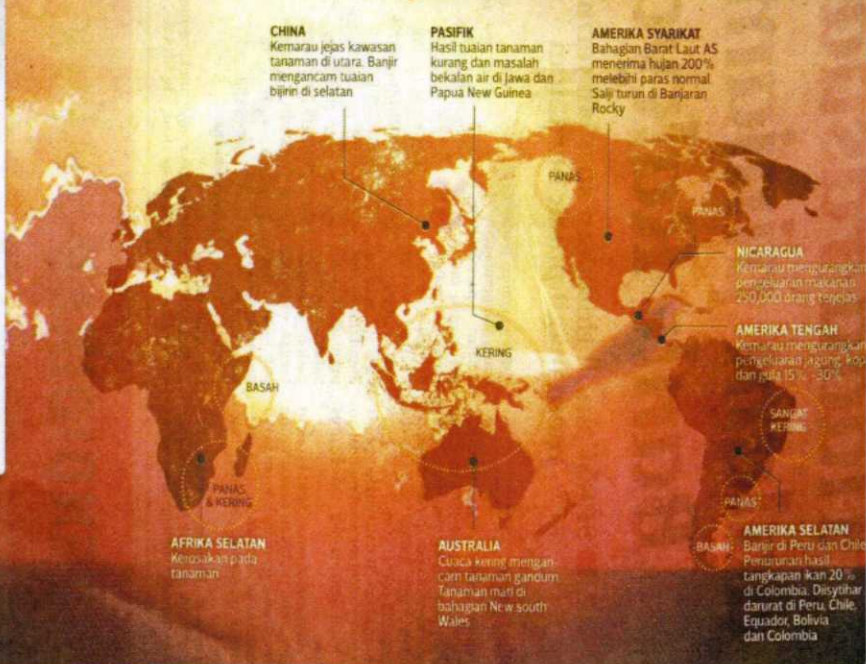 CHINA
Kemarau jejas kawasan
tanaman di utara. Banjir
mengancam tuaian
bijirin di selatan
PASIFIK
Hasil tuaian tanaman
kurang dan masalah
bekalan air di Jawa dan
Papua New Guinea
AMERIKA SYARIKAT
Bahagian Barat Laut AS
menerima hujan 200%
melebihi paras normal
Salji turun di Banjaran
Rocky
PANAS
PANAS
NICARAGUA
Kemarau mengurangkan
pengeluaran makanan
250,000 orang terjejas
AMERIKA TENGAH
Kemarau mengurangkan
pengeluaran jagung, kopi
dan gula 15% -30%
KERING
BASAH
SANGAT
KERING
PANAS
& KERING
PANAS
BASAH
AFRIKA SELATAN
Kerosakan pada
tanaman
AUSTRALIA
Cuaca kering mengan-
cam tanaman gandum
Tanaman mati di
bahagian New south
Wales
AMERIKA SELATAN
Banjir di Peru dan Chile
Penurunan hasil
tangkapan ikan 20%
di Colombia. Diisytihar
darurat di Peru, Chile,
Equador, Bolivia
dan Colombia